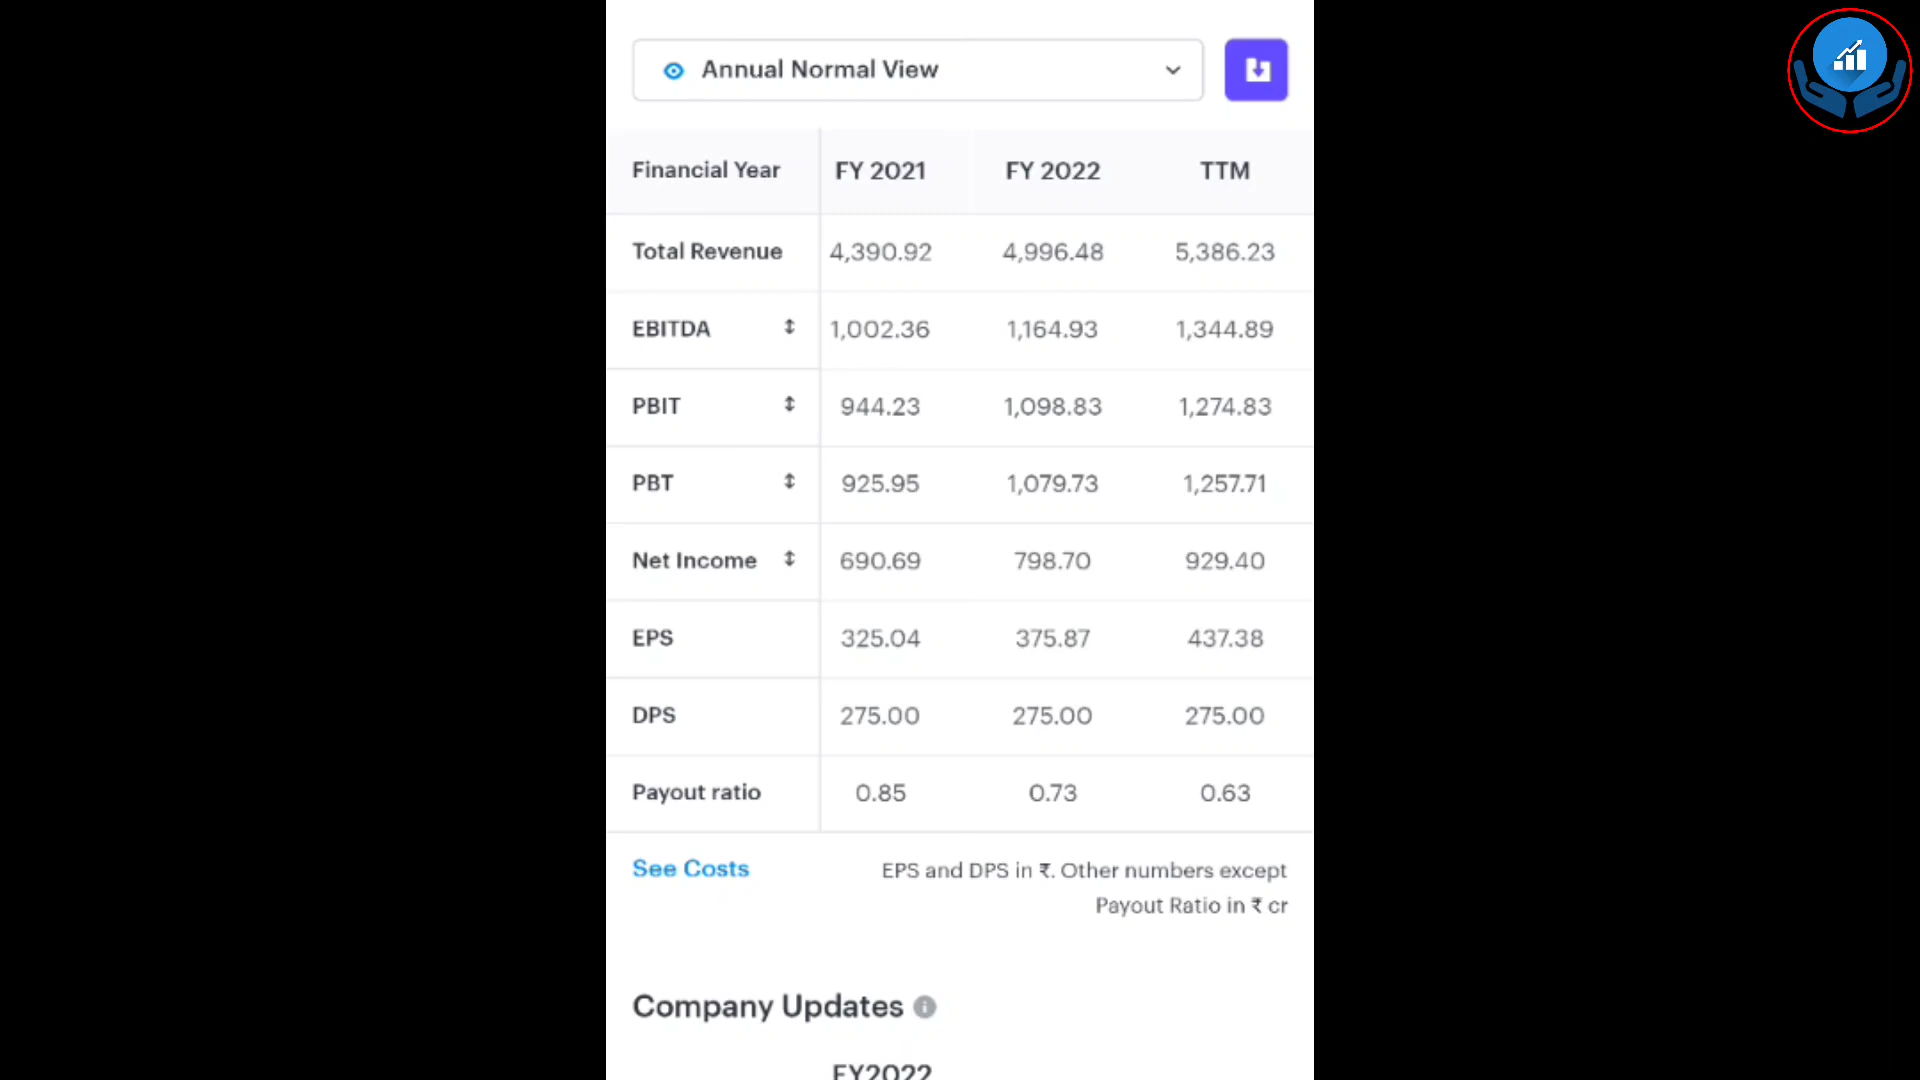 Annual Normal View
Financial Year FY 2021 FY 2022 TTM
Total Revenue 4,390.92 4,996.48 5,386.23
EBITDA 1,002.36 1,164.93 1,344.89
PBIT 944.23 1,098.83 1,274.83
PBT 925.95 1,079.73 1,257.71
Net Income 690.69 798.70 929.40
EPS 325.04 375.87 437.38
DPS 275.00 275.00 275.00
Payout ratio 0.85 0.73 0.63
See Costs EPS and DPS in ₹. Other numbers except
Payout Ratio in ₹ cr
Company Updates
FY2022